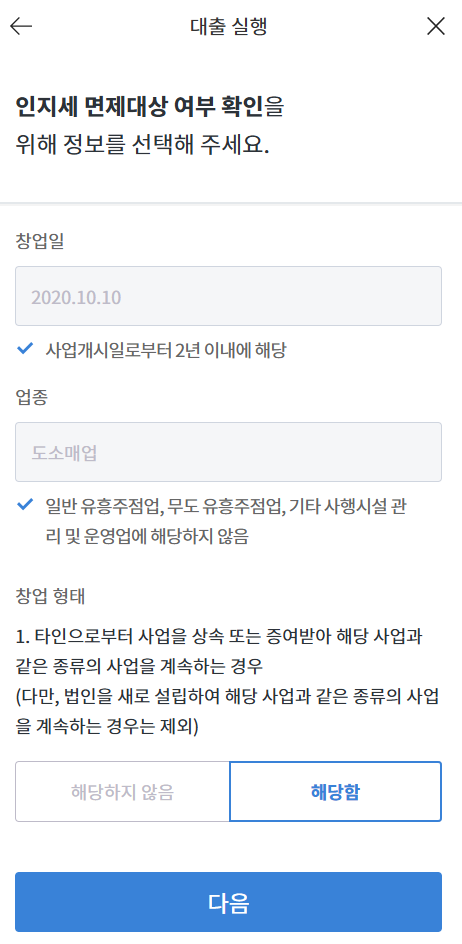 대출 실행
인지세 면제대상 여부 확인을
위해 정보를 선택해 주세요.
창업일
2020.10.10
사업개시일로부터 2년 이내에 해당
업종
도소매업
일반 유흥주점업, 무도 유흥주점업, 기타 사행시설 관
리 및 운영업에 해당하지 않음
창업 형태
1. 타인으로부터 사업을 상속 또는 증여받아 해당 사업과
같은 종류의 사업을 계속하는 경우
(다만, 법인을 새로 설립하여 해당 사업과 같은 종류의 사업
을 계속하는 경우는 제외)
해당하지 않음 해당함
다음